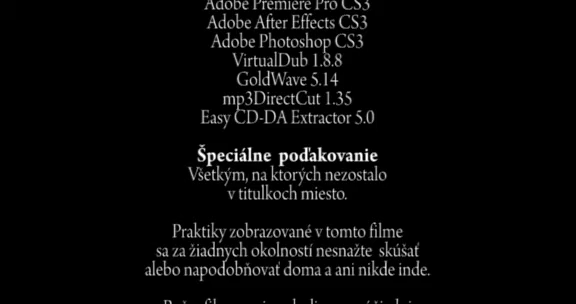 Adobe Premiere Pro CS3
Adobe After Effects CS3
Adobe Photoshop CS3
VirtualDub 1.8.8
GoldWave 5.14
mp3DirectCut 1.35
Easy CD-DA Extractor 5.0
Špeciálne poďakovanie
Všetkým, na ktorých nezostalo
v titulkoch miesto.
Praktiky zobrazované v tomto filme
sa za žiadnych okolností nesnažte skúšať
alebo napodobňovať doma a ani nikde inde.